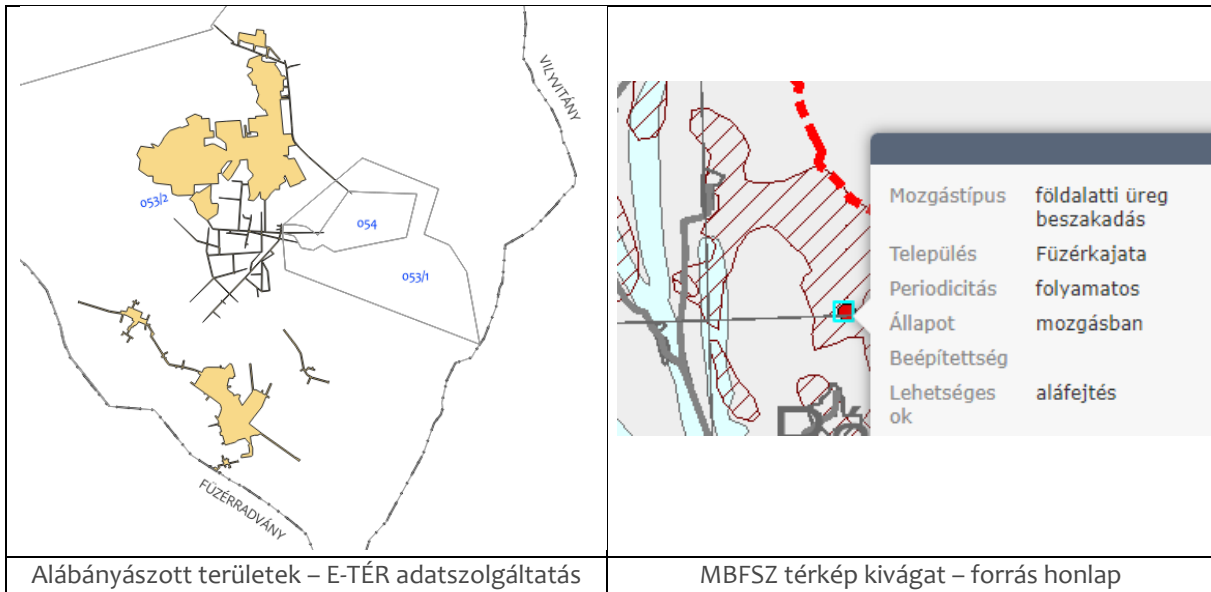 VILYVITÁNY
053/2
054
053/1
FÜZÉRRADVÁNY
Mozgástípus földalatti üreg
beszakadás
Település Füzérkajata
Periodicitás folyamatos
Állapot mozgásban
Beépítettség
Lehetséges aláfejtés
ok
Alábányászott területek – E-TÉR adatszolgáltatás
MBFSZ térkép kivágat – forrás honlap